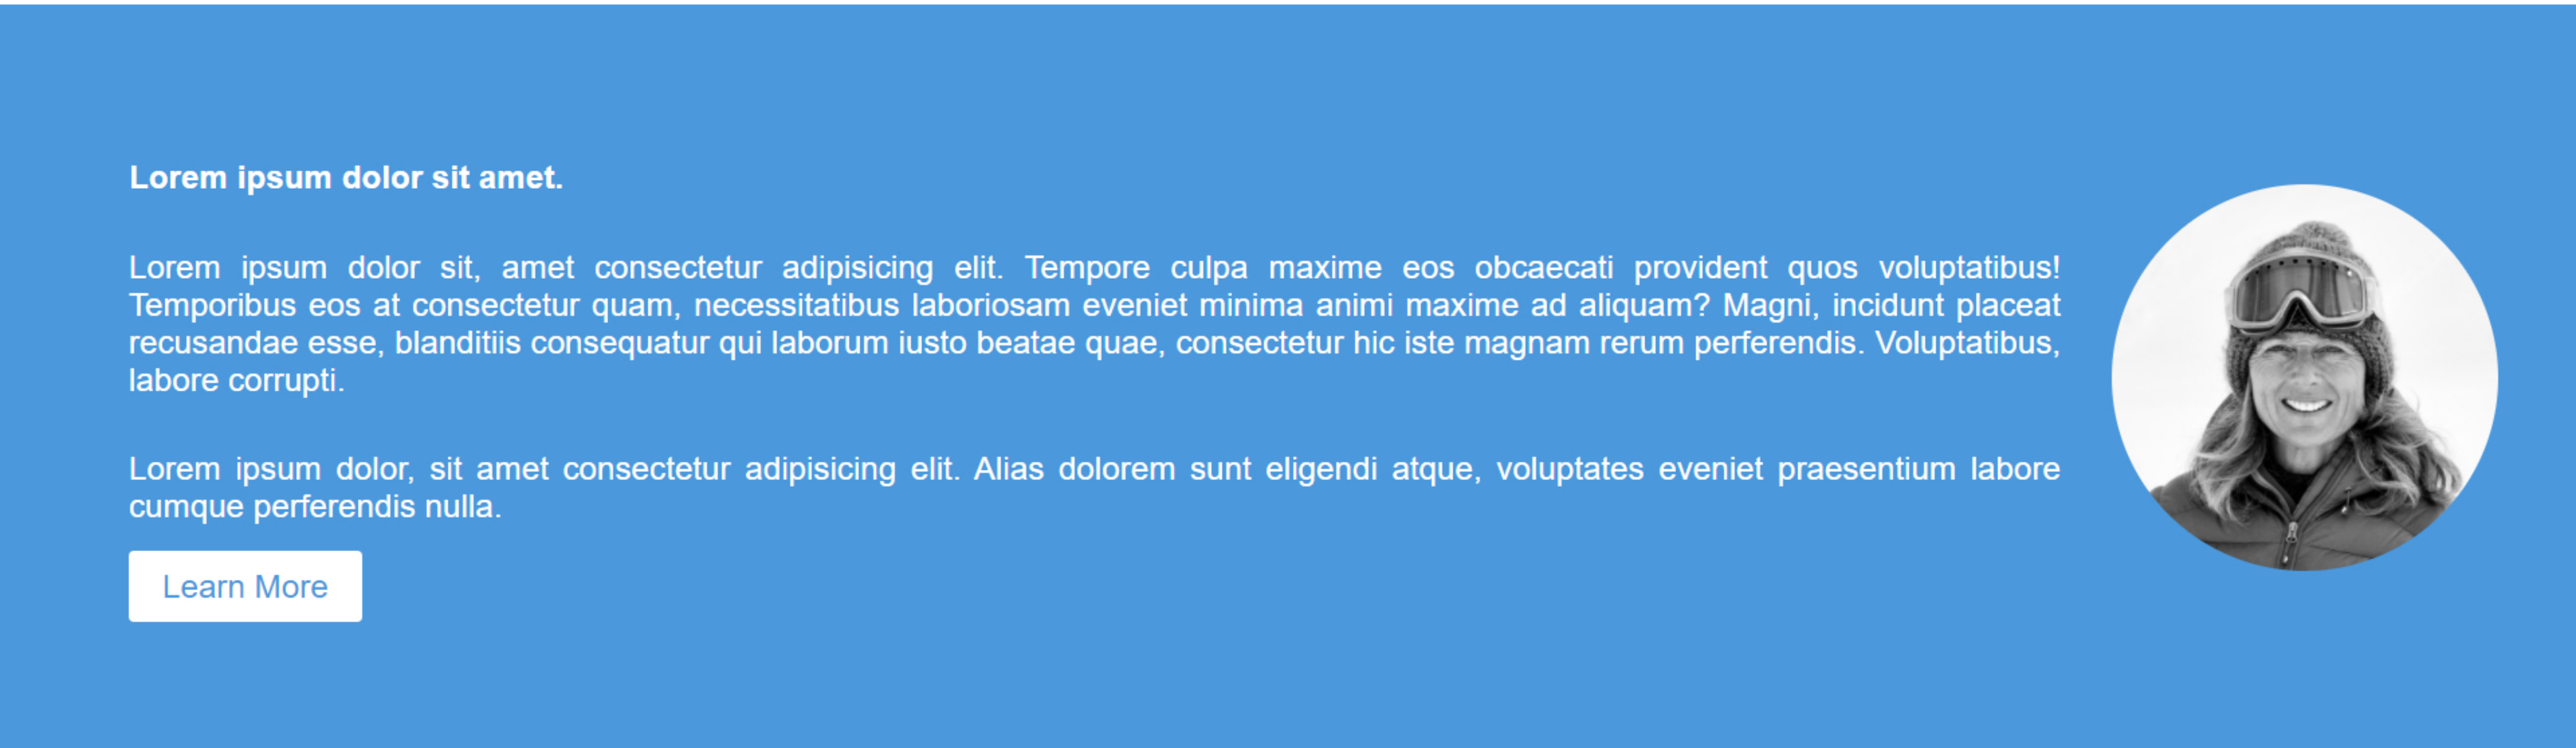 Lorem ipsum dolor sit amet.
Lorem ipsum dolor sit, amet consectetur adipisicing elit. Tempore culpa maxime eos obcaecati provident quos voluptatibus!
Temporibus eos at consectetur quam, necessitatibus laboriosam eveniet minima animi maxime ad aliquam? Magni, incidunt placeat
recusandae esse, blanditiis consequatur qui laborum iusto beatae quae, consectetur hic iste magnam rerum perferendis. Voluptatibus,
labore corrupti.
Lorem ipsum dolor, sit amet consectetur adipisicing elit. Alias dolorem sunt eligendi atque, voluptates eveniet praesentium labore
cumque perferendis nulla.
Learn More